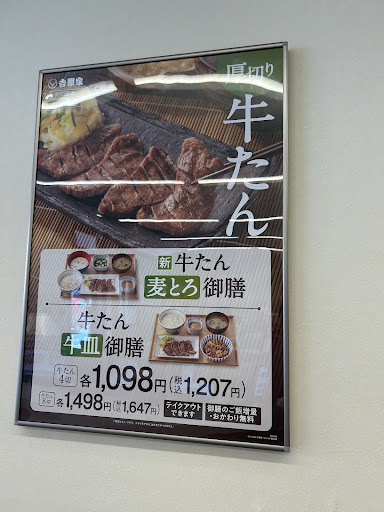 吉野家
厚切り
牛たん
新 牛たん
麦とろ御膳
牛たん
牛皿御膳
牛たん4切 各1,098円(税込1,207円)
各1,498円(税込1,647円)
テイクアウトできます
御膳のご飯増量・おかわり無料